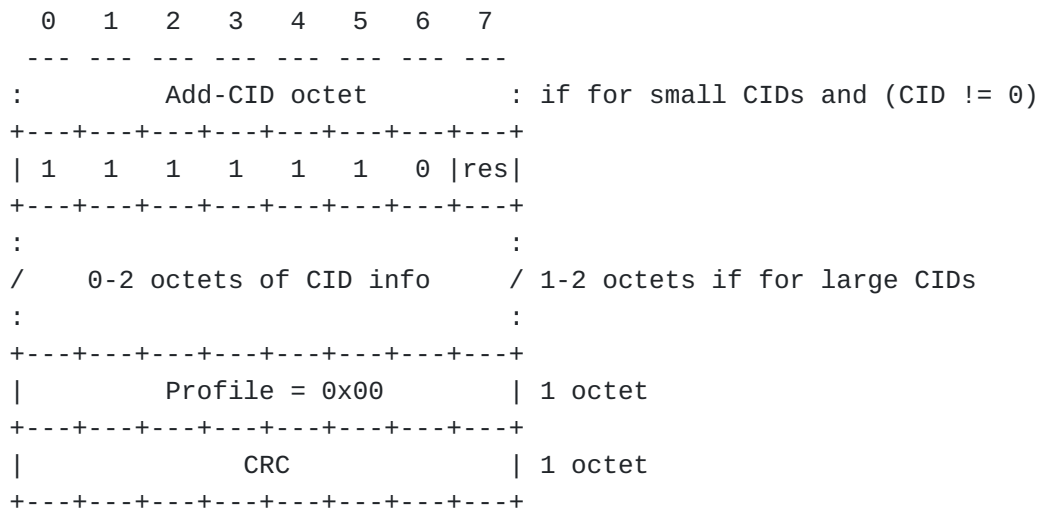 0   1   2   3   4   5   6   7
 --- --- --- --- --- --- --- ---
:         Add-CID octet         : if for small CIDs and (CID != 0)
+---+---+---+---+---+---+---+---+
| 1   1   1   1   1   1   0 |res|
+---+---+---+---+---+---+---+---+
:                               :
/    0-2 octets of CID info     / 1-2 octets if for large CIDs
:                               :
+---+---+---+---+---+---+---+---+
|         Profile = 0x00        | 1 octet
+---+---+---+---+---+---+---+---+
|              CRC              | 1 octet
+---+---+---+---+---+---+---+---+